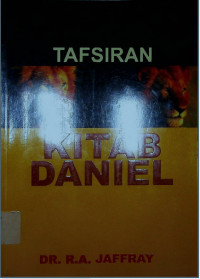 TAFSIRAN
KITAB
DANIEL
DR. R.A. JAFFRAY